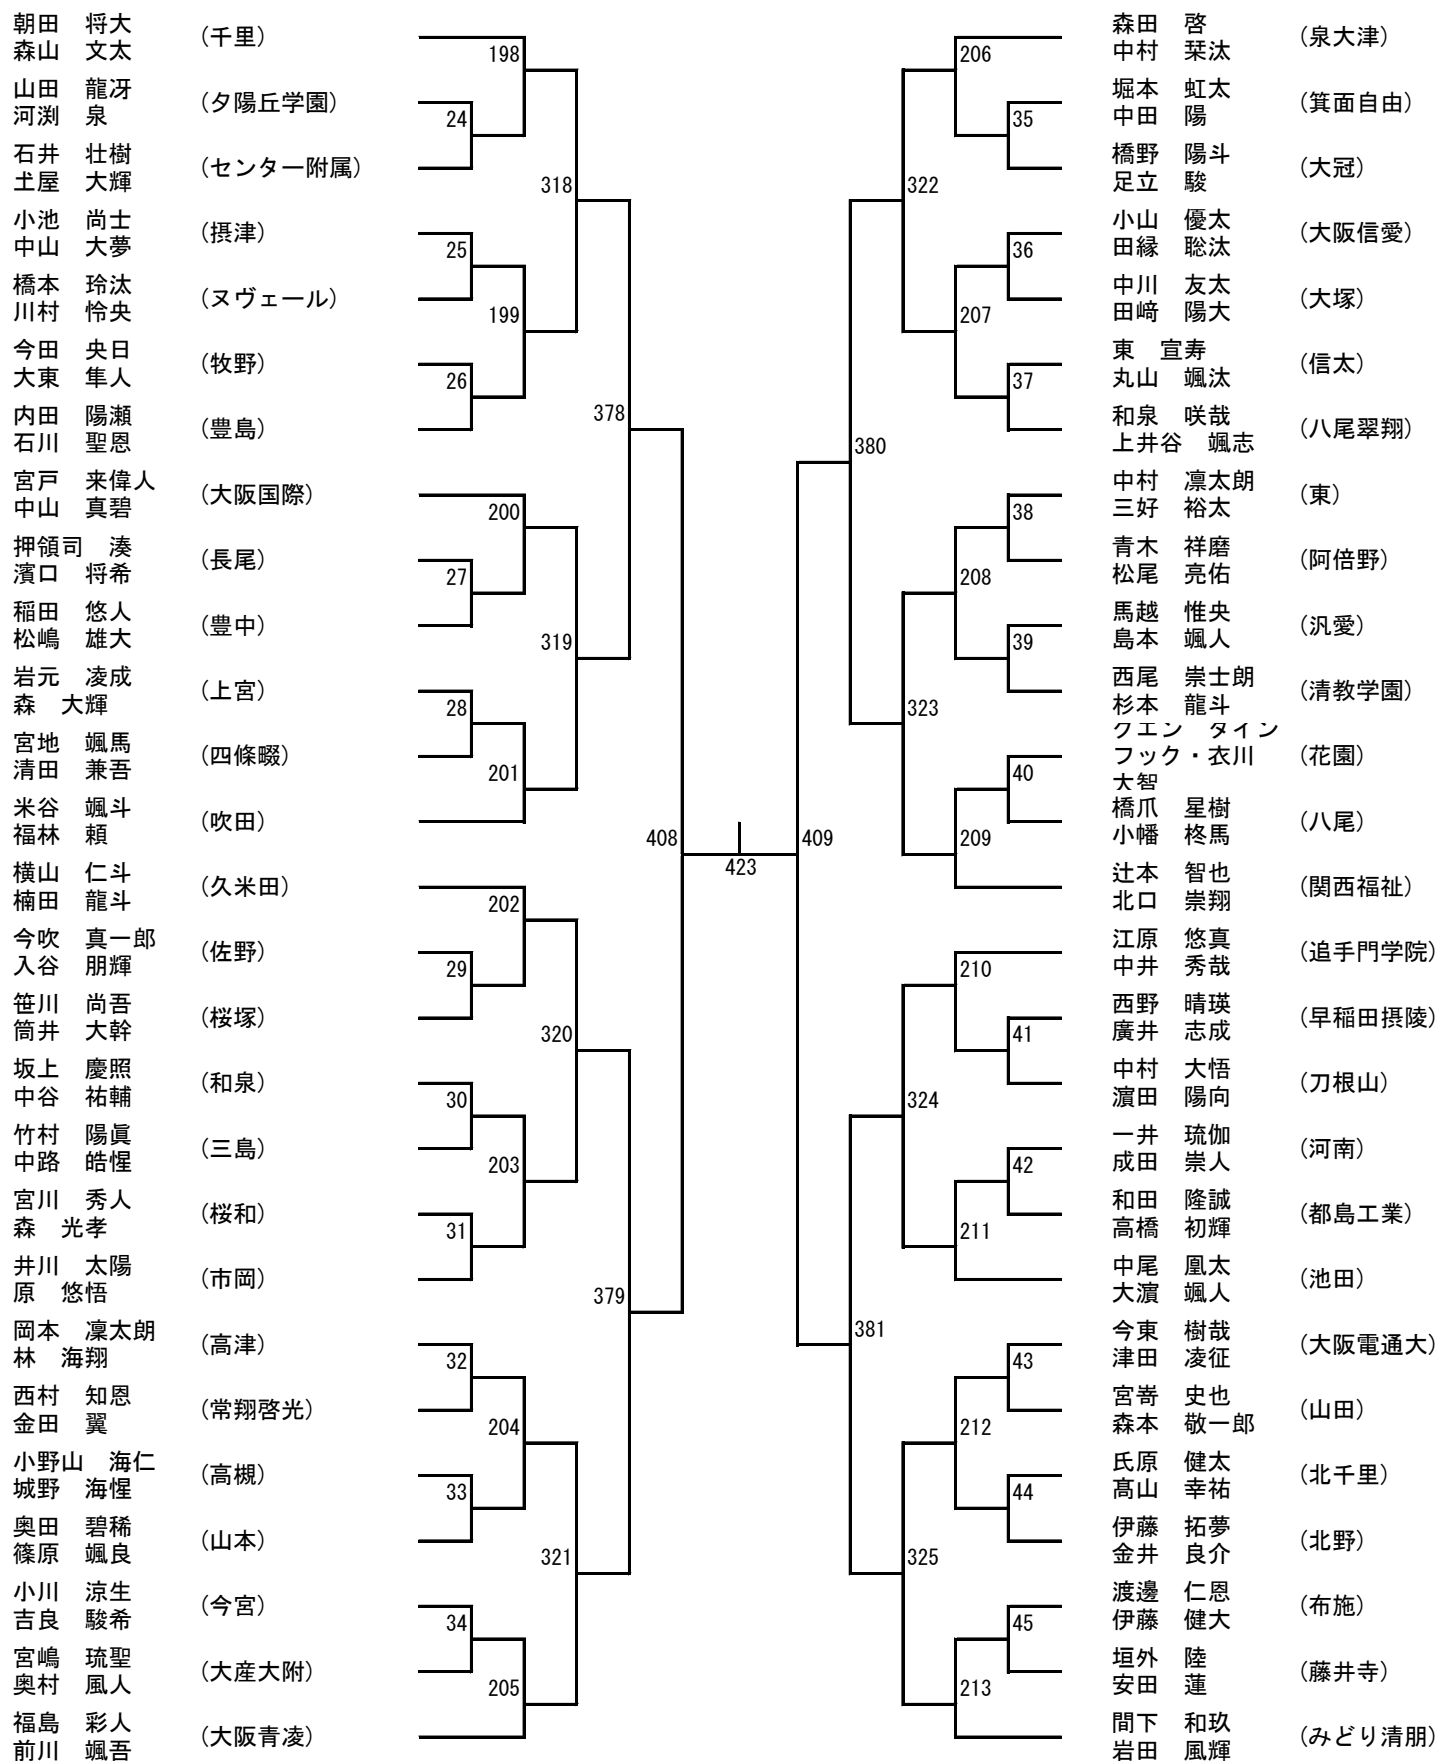 朝田　将大
森山　文太
（千里）
山田　龍冴
河渕　泉
（夕陽丘学園）
石井　壮樹
圡屋　大輝
（センター附属）
小池　尚士
中山　大夢
（摂津）
橋本　玲汰
川村　怜央
（ヌヴェール）
今田　央日
大東　隼人
（牧野）
内田　陽瀬
石川　聖恩
（豊島）
宮戸　来偉人
中山　真碧
（大阪国際）
押領司　湊
濱口　将希
（長尾）
稲田　悠人
松嶋　雄大
（豊中）
岩元　凌成
森　大輝
（上宮）
宮地　颯馬
清田　兼吾
（四條畷）
米谷　颯斗
福林　頼
（吹田）
横山　仁斗
楠田　龍斗
（久米田）
今吹　真一郎
入谷　朋輝
（佐野）
笹川　尚吾
筒井　大幹
（桜塚）
坂上　慶照
中谷　祐輔
（和泉）
竹村　陽眞
中路　皓惺
（三島）
宮川　秀人
森　光孝
（桜和）
井川　太陽
原　悠悟
（市岡）
岡本　凜太朗
林　海翔
（高津）
西村　知恩
金田　翼
（常翔啓光）
小野山　海仁
城野　海惺
（高槻）
奥田　碧稀
篠原　颯良
（山本）
小川　涼生
吉良　駿希
（今宮）
宮嶋　琉聖
奥村　風人
（大産大附）
福島　彩人
前川　颯吾
（大阪青凌）
198
24
318
25
199
26
378
200
27
319
28
201
408
202
29
320
30
203
31
379
32
204
33
321
34
205
423
409
206
35
322
36
207
37
380
38
208
39
323
40
209
210
41
324
42
211
381
43
212
44
325
45
213
森田　啓
中村　栞汰
（泉大津）
堀本　虹太
中田　陽
（箕面自由）
橋野　陽斗
足立　駿
（大冠）
小山　優太
田縁　聡汰
（大阪信愛）
中川　友太
田﨑　陽大
（大塚）
東　宣寿
丸山　颯汰
（信太）
和泉　咲哉
上井谷　颯志
（八尾翠翔）
中村　凛太朗
三好　裕太
（東）
青木　祥磨
松尾　亮佑
（阿倍野）
馬越　惟央
島本　颯人
（汎愛）
西尾　崇士朗
杉本　龍斗
（清教学園）
グエン　タイン
フック・衣川
大智
（花園）
橋爪　星樹
小幡　柊馬
（八尾）
辻本　智也
北口　崇翔
（関西福祉）
江原　悠真
中井　秀哉
（追手門学院）
西野　晴瑛
廣井　志成
（早稲田摂陵）
中村　大悟
濵田　陽向
（刀根山）
一井　琉伽
成田　崇人
（河南）
和田　隆誠
高橋　初輝
（都島工業）
中尾　凰太
大濵　颯人
（池田）
今東　樹哉
津田　凌征
（大阪電通大）
宮嵜　史也
森本　敬一郎
（山田）
氏原　健太
髙山　幸祐
（北千里）
伊藤　拓夢
金井　良介
（北野）
渡邊　仁恩
伊藤　健大
（布施）
垣外　陸
安田　蓮
（藤井寺）
間下　和玖
岩田　風輝
（みどり清朋）